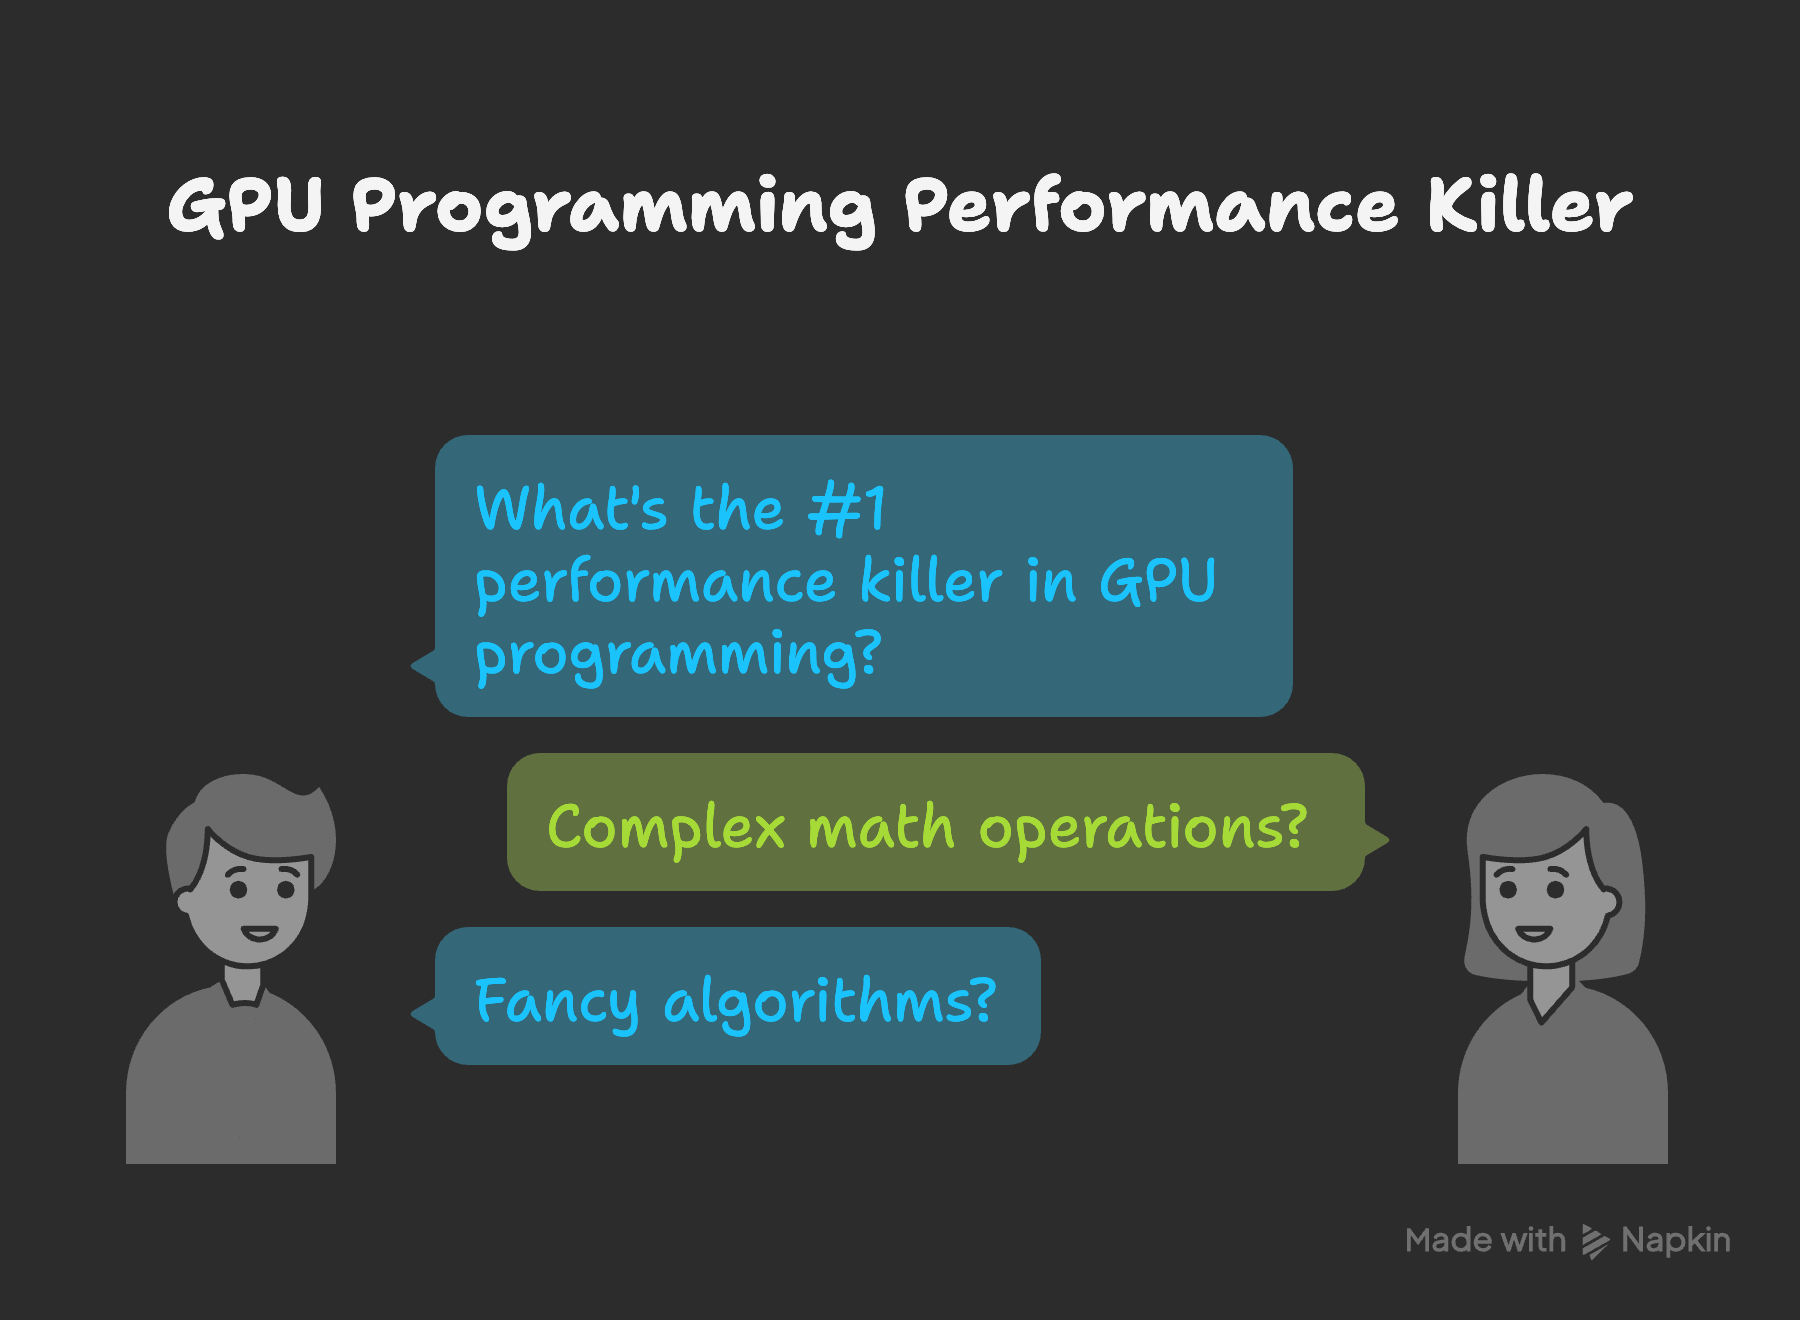 GPU Programming Performance Killer
What's the #1
performance killer in GPU
programming?
Complex math operations?
Fancy algorithms?
Made with Napkin